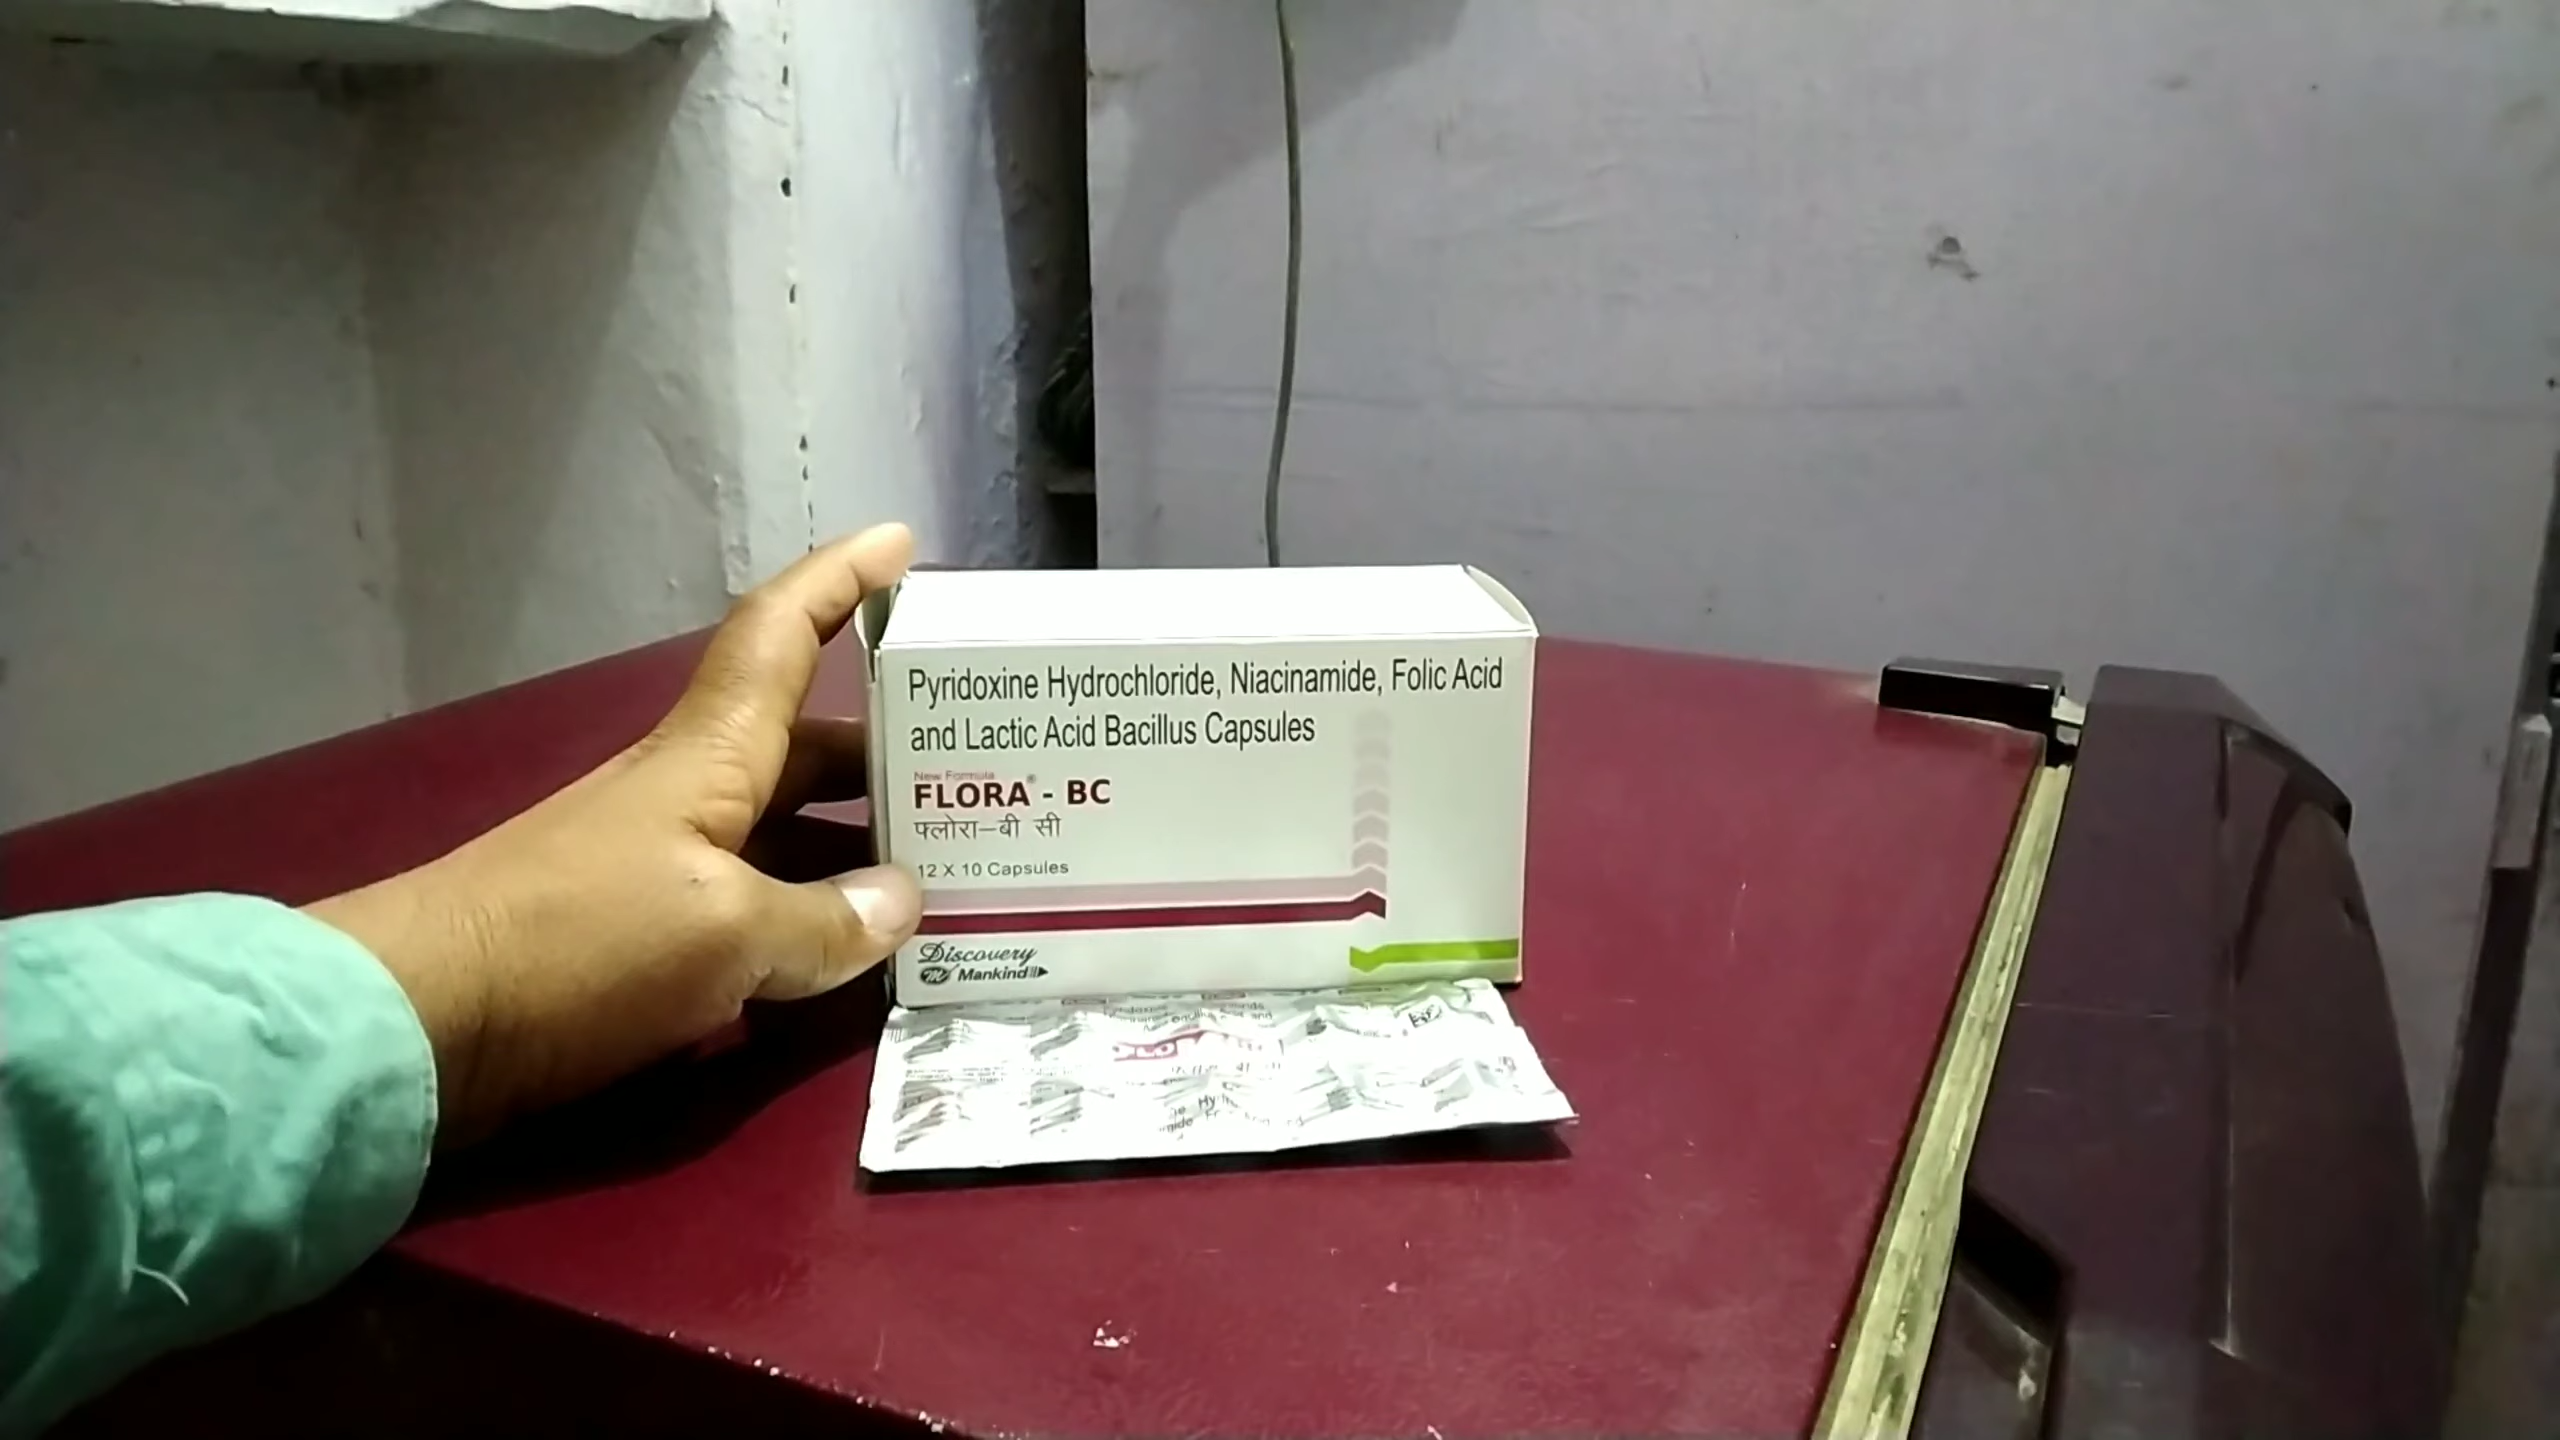 Pyridoxine Hydrochloride, Niacinamide, Folic Acid
and Lactic Acid Bacillus Capsules
New Formula
FLORA® - BC
फ्लोरा–बी सी
12 X 10 Capsules
Discovery
Mankind